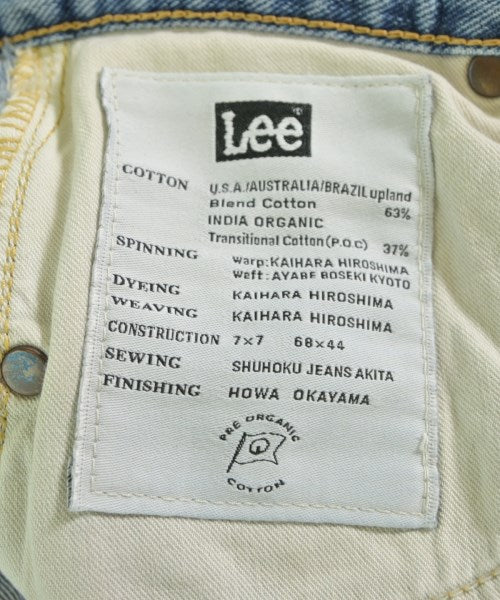 Lee
®
COTTON U.S.A./AUSTRALIA/BRAZIL upland
Blend Cotton 63%
INDIA ORGANIC
Transitional Cotton (P.O.C) 37%
SPINNING warp: KAIHARA HIROSHIMA
weft: AYABE BOSEKI KYOTO
DYEING KAIHARA HIROSHIMA
WEAVING KAIHARA HIROSHIMA
CONSTRUCTION 7×7 68×44
SEWING SHUHOKU JEANS AKITA
FINISHING HOWA OKAYAMA
PRE ORGANIC
COTTON